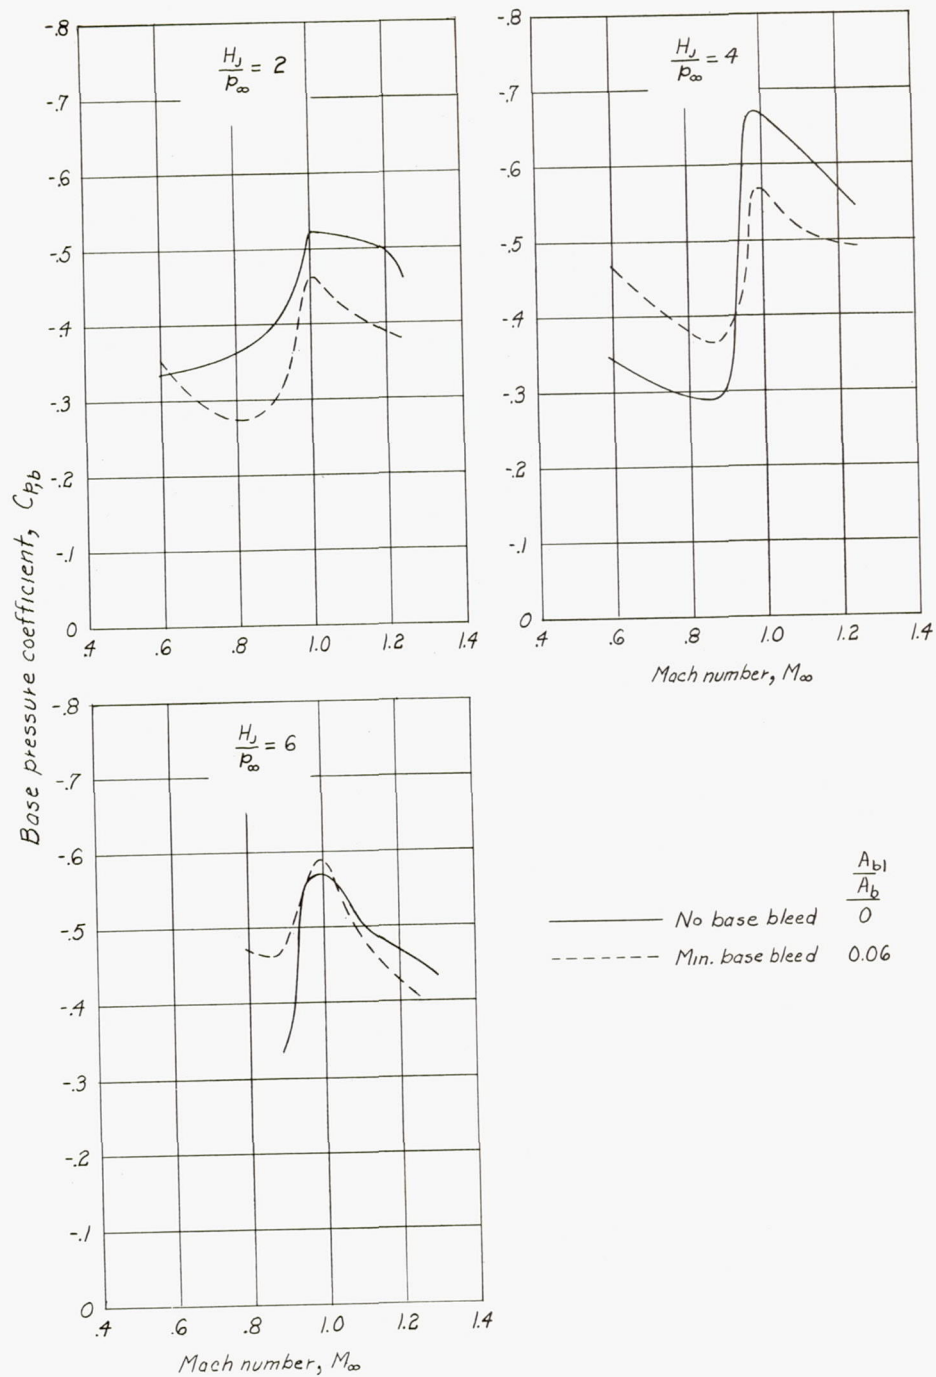 -.8
-.7
-.6
-.5
-.4
-.3
-.2
-.1
0
H_J
p_∞ = 2
.4 .6 .8 1.0 1.2 1.4
-.8
-.7
-.6
-.5
-.4
-.3
-.2
-.1
0
H_J
p_∞ = 4
.4 .6 .8 1.0 1.2 1.4
Mach number, M_∞
Base pressure coefficient, C_p,b
-.8
-.7
-.6
-.5
-.4
-.3
-.2
-.1
0
H_J
p_∞ = 6
.4 .6 .8 1.0 1.2 1.4
Mach number, M_∞
A_bl
A_b
No base bleed 0
Min. base bleed 0.06